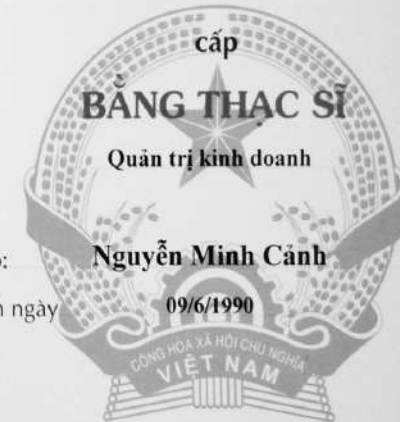 cấp
BẰNG THẠC SĨ
Quản trị kinh doanh
Nguyễn Minh Cảnh
ngày 09/6/1990
CỘNG HÒA XÃ HỘI CHỦ NGHĨA
VIỆT NAM